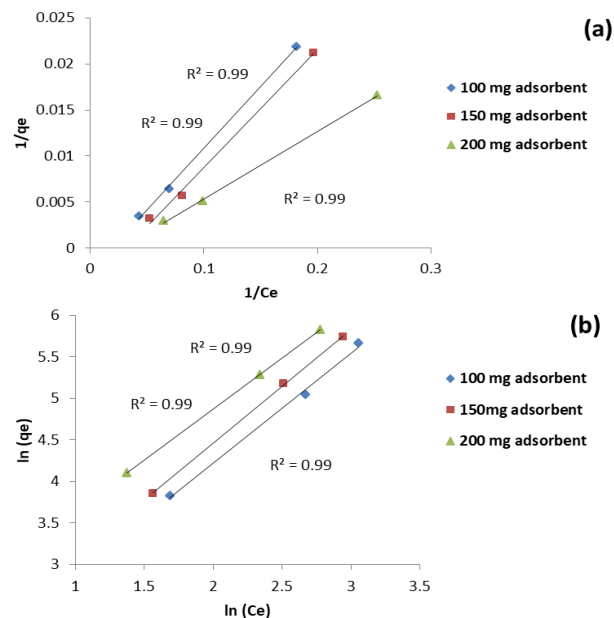 (a)
0.025
0.02
0.015
0.01
0.005
0
1/qe
R² = 0.99
R² = 0.99
R² = 0.99
0
0.1
0.2
0.3
1/Ce
100 mg adsorbent
150 mg adsorbent
200 mg adsorbent
(b)
6
5.5
5
4.5
4
3.5
3
ln (qe)
R² = 0.99
R² = 0.99
R² = 0.99
1
1.5
2
2.5
3
3.5
ln (Ce)
100 mg adsorbent
150mg adsorbent
200 mg adsorbent